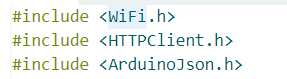 #include <WiFi.h>
#include <HTTPClient.h>
#include <ArduinoJson.h>